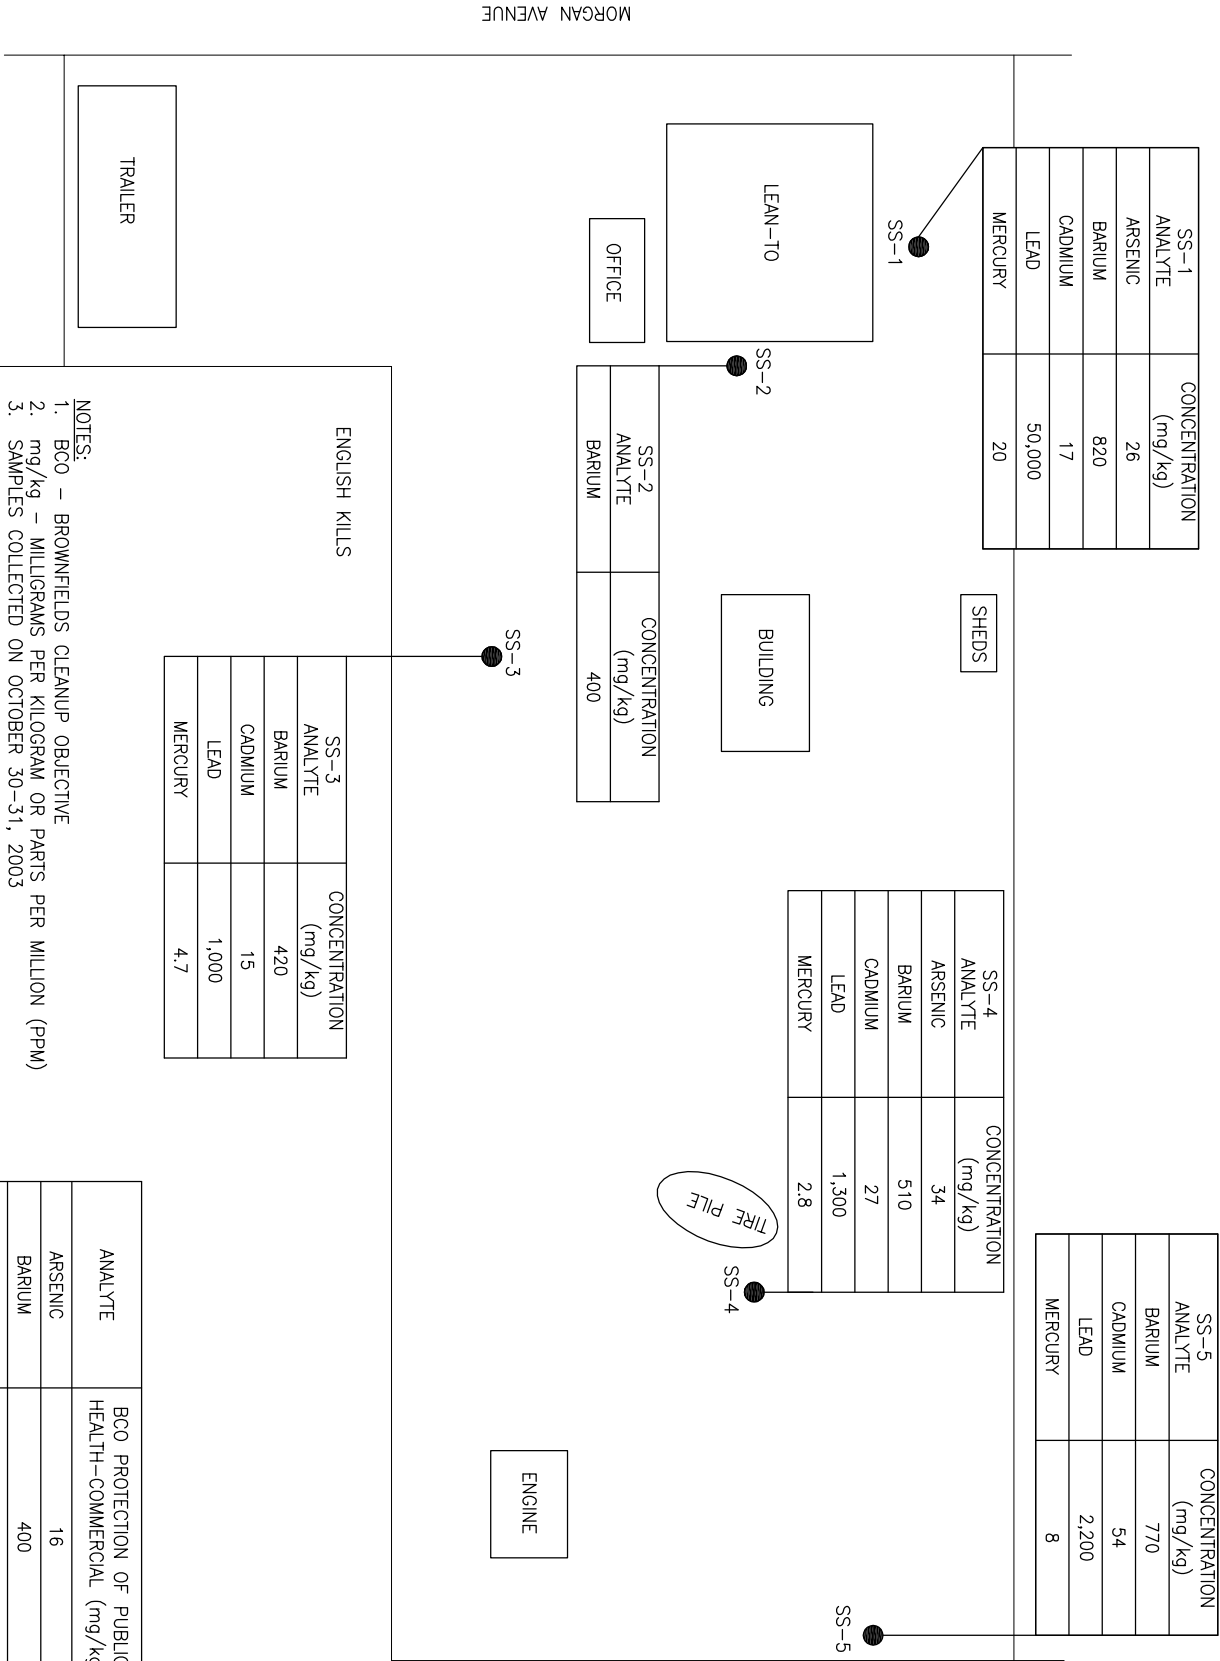 MORGAN AVENUE
SS-1
ANALYTE CONCENTRATION
(mg/kg)
ARSENIC 26
BARIUM 820
CADMIUM 17
LEAD 50,000
MERCURY 20
SS-5
ANALYTE CONCENTRATION
(mg/kg)
BARIUM 770
CADMIUM 54
LEAD 2,200
MERCURY 8
SS-1
LEAN-TO
OFFICE
TRAILER
SS-2
SS-2
ANALYTE CONCENTRATION
(mg/kg)
BARIUM 400
SHEDS
BUILDING
SS-4
ANALYTE CONCENTRATION
(mg/kg)
ARSENIC 34
BARIUM 510
CADMIUM 27
LEAD 1,300
MERCURY 2.8
TIRE PILE
SS-4
SS-5
ENGINE
SS-3
ENGLISH KILLS
SS-3
ANALYTE CONCENTRATION
(mg/kg)
BARIUM 420
CADMIUM 15
LEAD 1,000
MERCURY 4.7
NOTES:
1. BCO - BROWNFIELDS CLEANUP OBJECTIVE
2. mg/kg - MILLIGRAMS PER KILOGRAM OR PARTS PER MILLION (PPM)
3. SAMPLES COLLECTED ON OCTOBER 30-31, 2003
ANALYTE BCO PROTECTION OF PUBLIC
HEALTH-COMMERCIAL (mg/kg
ARSENIC 16
BARIUM 400